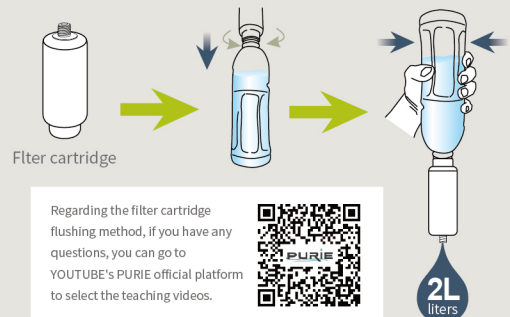 Flter cartridge
Regarding the filter cartridge
flushing method, if you have any
questions, you can go to
YOUTUBE's PURIE official platform
to select the teaching videos.
PURIE
2L
liters